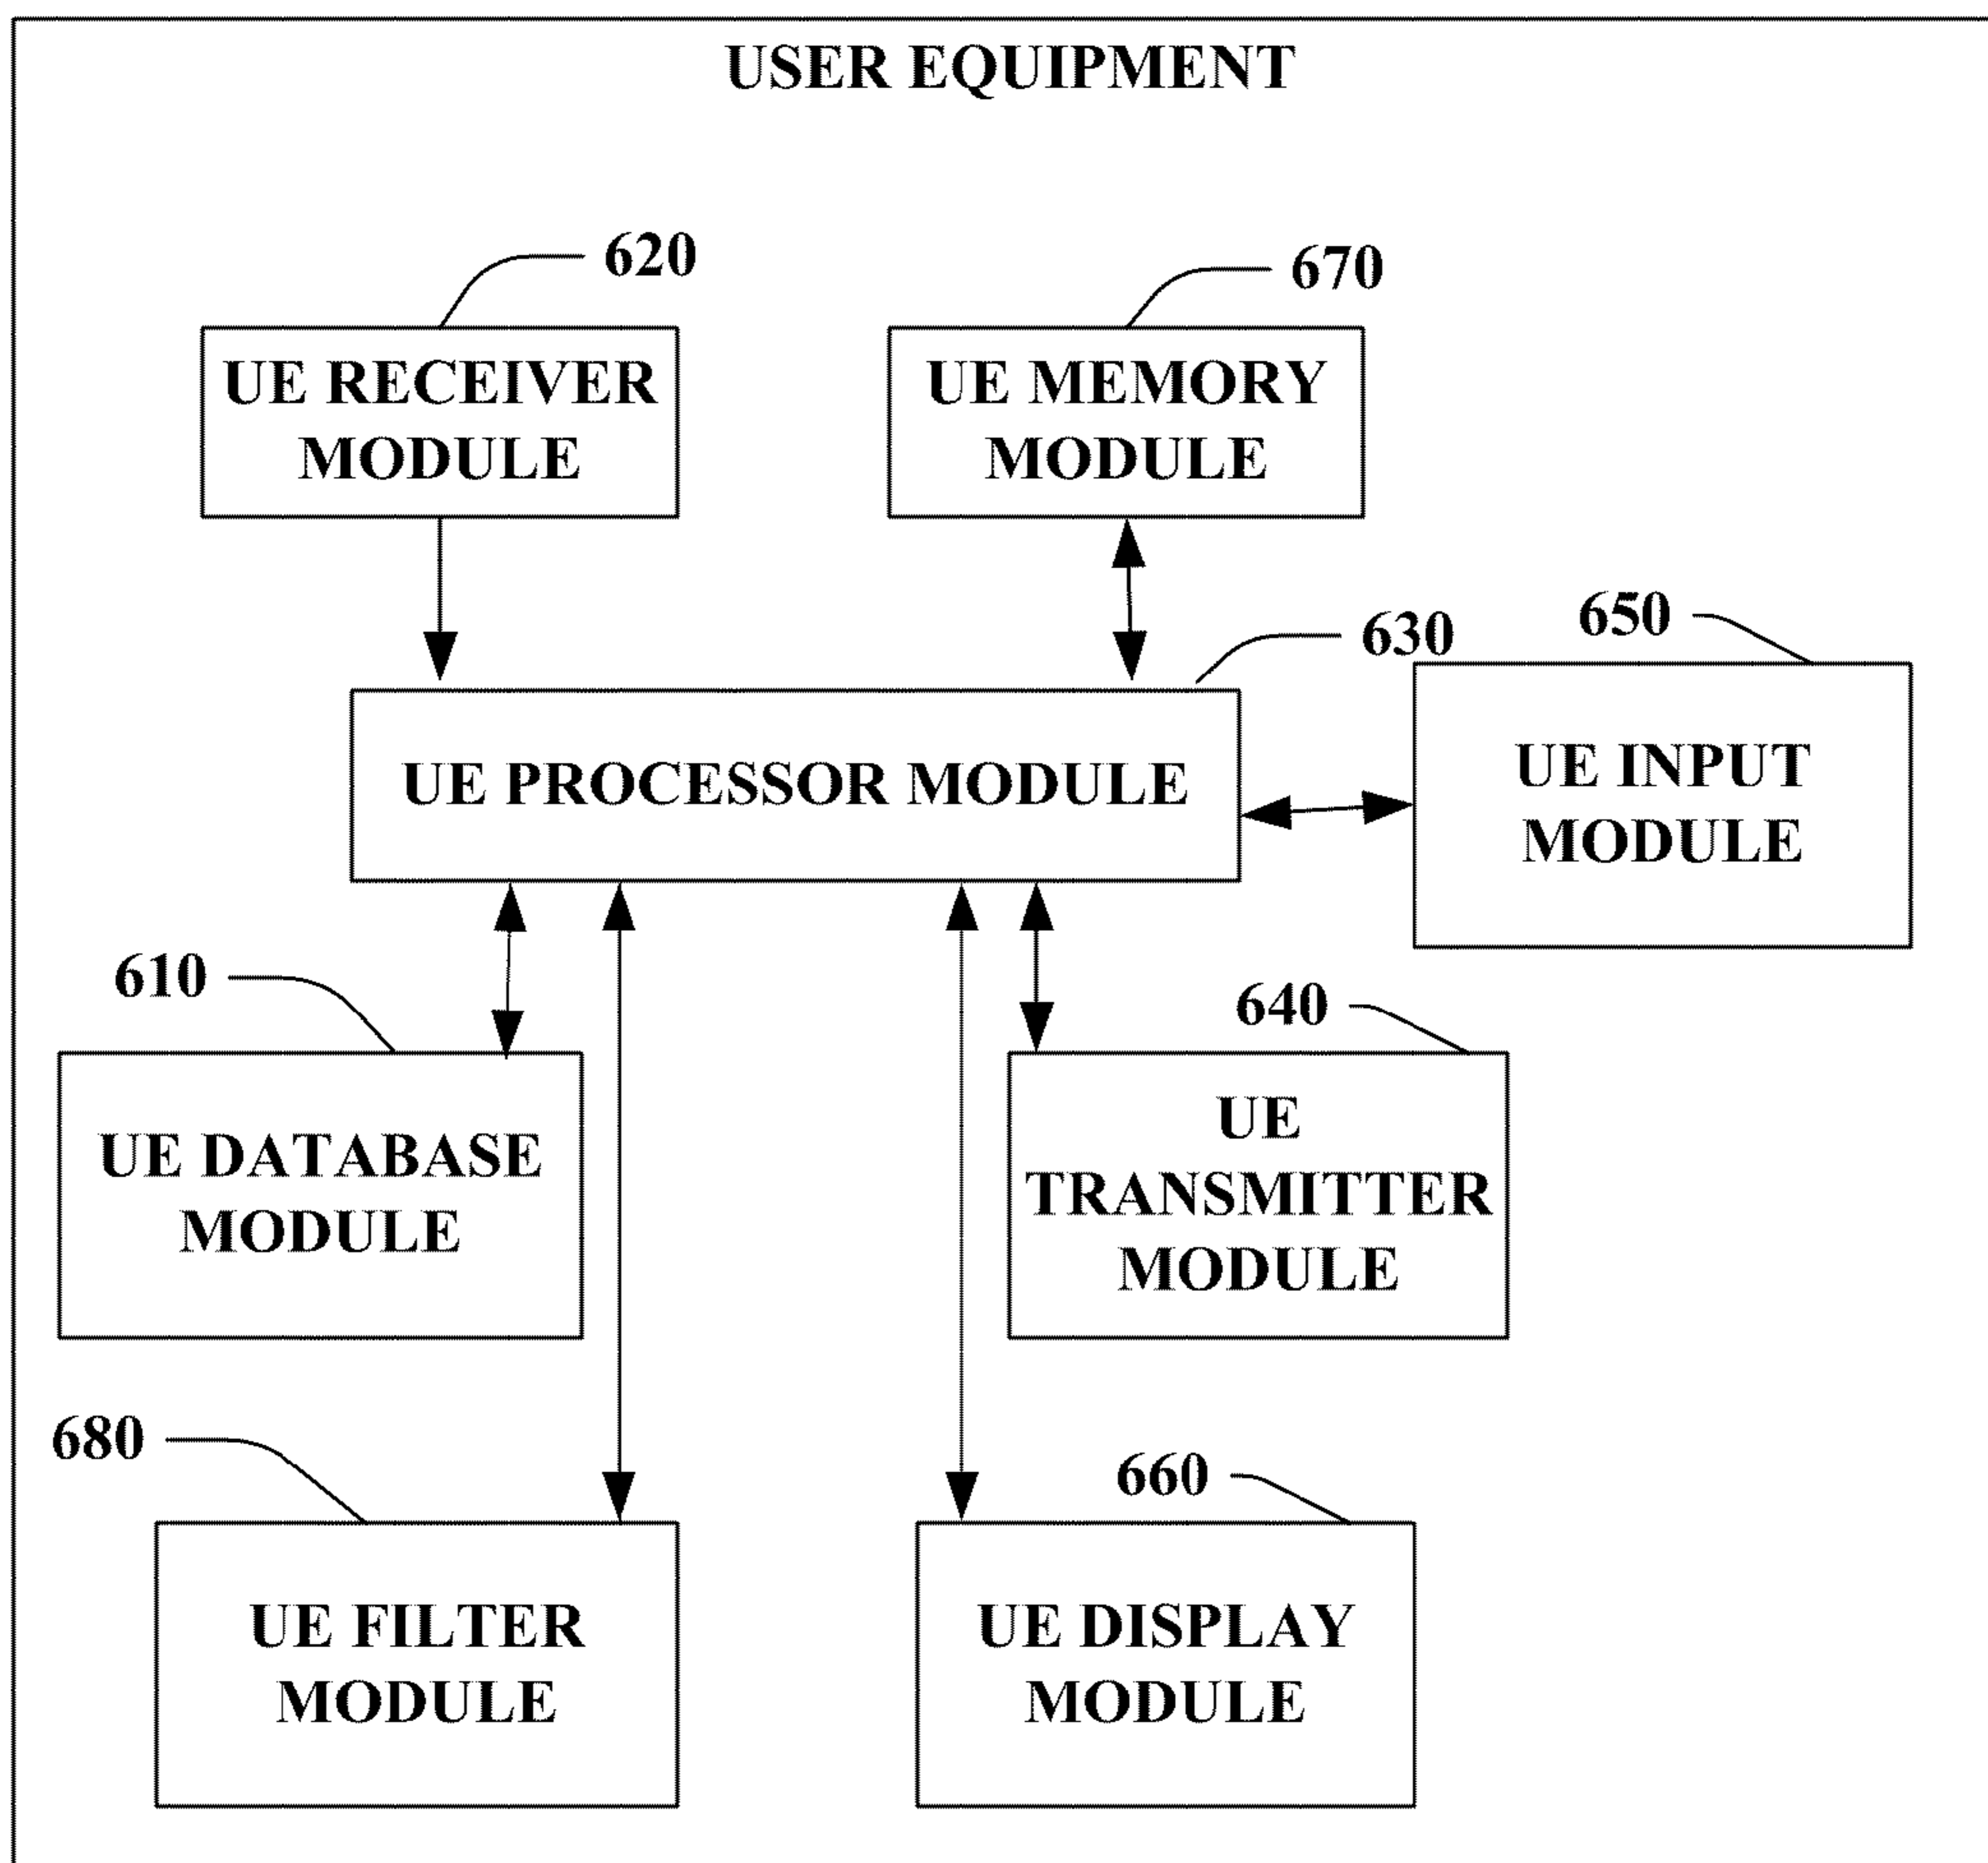 USER EQUIPMENT
620
670
UE RECEIVER
MODULE
UE MEMORY
MODULE
650
630
UE PROCESSOR MODULE
UE INPUT
MODULE
610
640
UE DATABASE
MODULE
UE
TRANSMITTER
MODULE
680
660
UE FILTER
MODULE
UE DISPLAY
MODULE